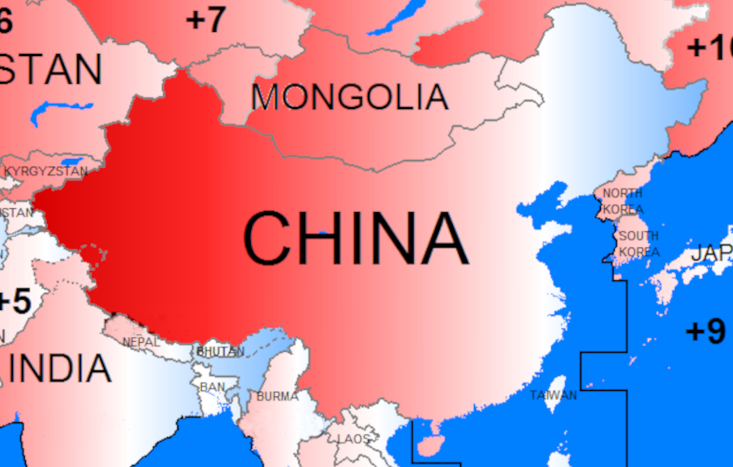 6
+7
+10
STAN
MONGOLIA
KYRGYZSTAN
NORTH
KOREA
STAN
CHINA
SOUTH
KOREA
JAP
+5
N
+9
NEPAL
BHUTAN
INDIA
BAN
BURMA
TAIWAN
LAOS